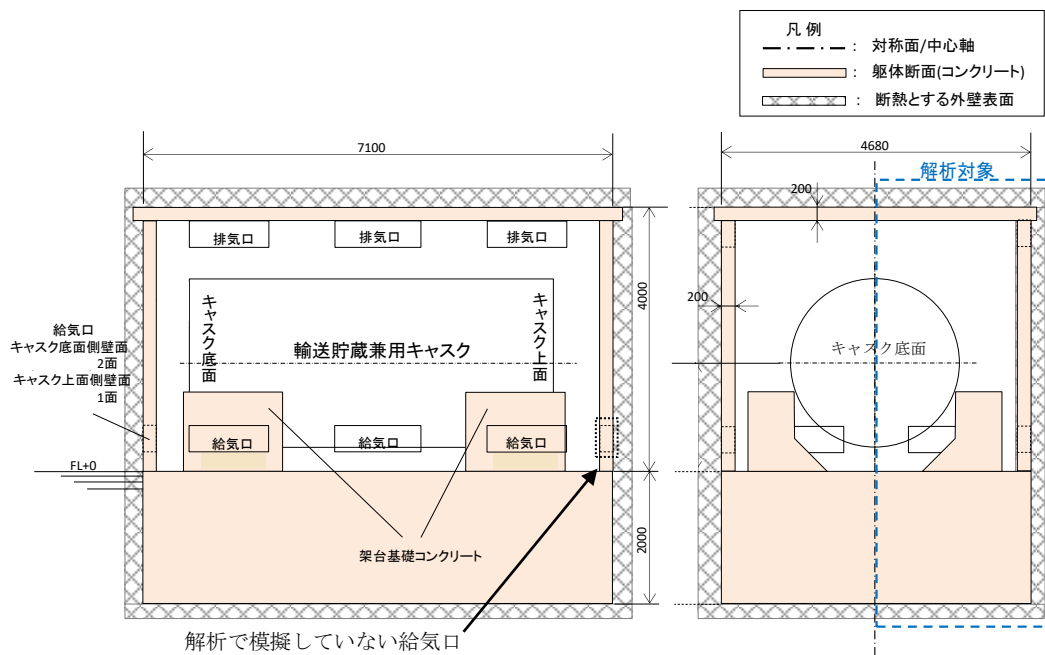 凡例
: 対称面/中心軸
: 躯体断面(コンクリート)
: 断熱とする外壁表面
7100
4680
解析対象
200
排気口
排気口
排気口
4000
200
キャスク底面
輸送貯蔵兼用キャスク
キャスク上面
キャスク底面
給気口
キャスク底面側壁面
2面
キャスク上面側壁面
1面
給気口
給気口
給気口
FL+0
2000
架台基礎コンクリート
解析で模擬していない給気口